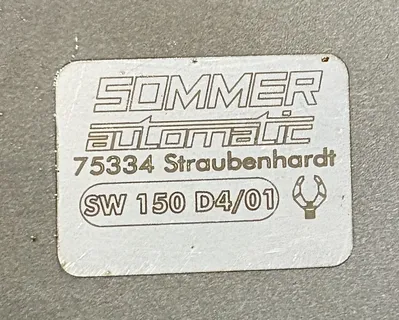 SOMMER
automatic
75334 Straubenhardt
SW 150 D4/01